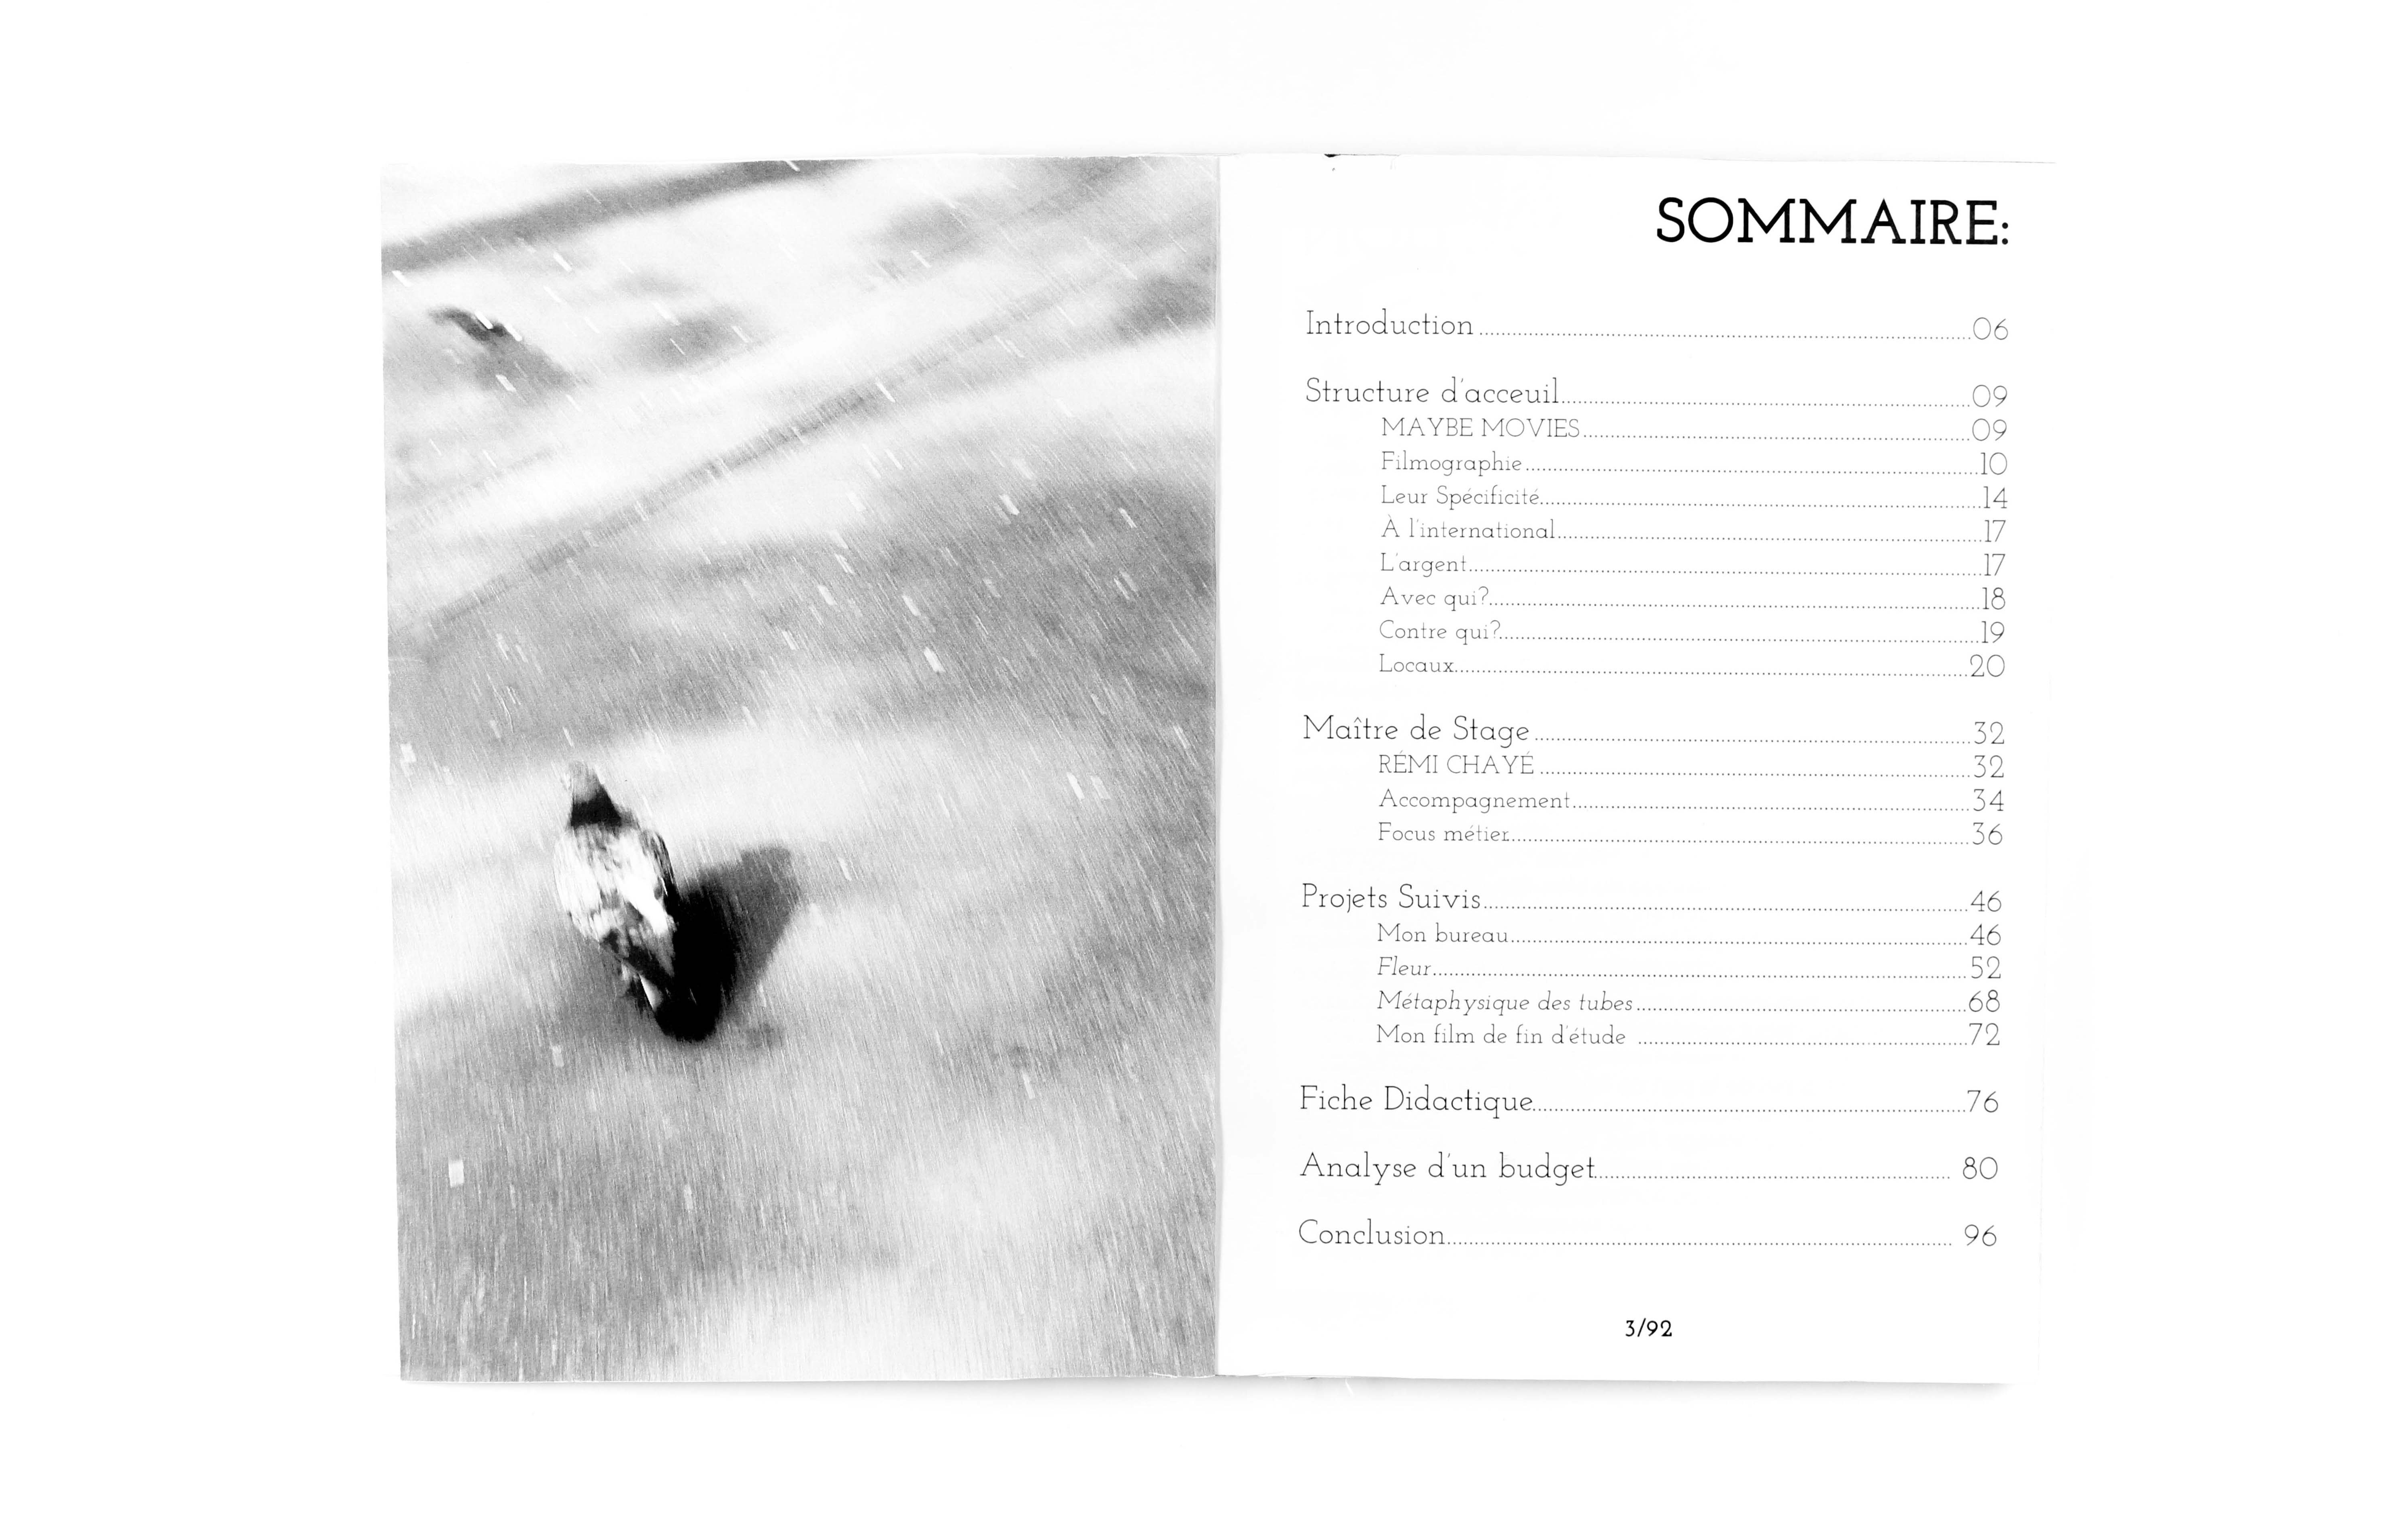 SOMMAIRE:
Introduction 06
Structure d'acceuil 09
MAYBE MOVIES 09
Filmographie 10
Leur Spécificité 14
À l'international 17
L'argent 17
Avec qui? 18
Contre qui? 19
Locaux 20
Maître de Stage 32
RÉMI CHAYÉ 32
Accompagnement 34
Focus métier 36
Projets Suivis 46
Mon bureau 46
Fleur 52
Métaphysique des tubes 68
Mon film de fin d'étude 72
Fiche Didactique 76
Analyse d'un budget 80
Conclusion 96
3/92